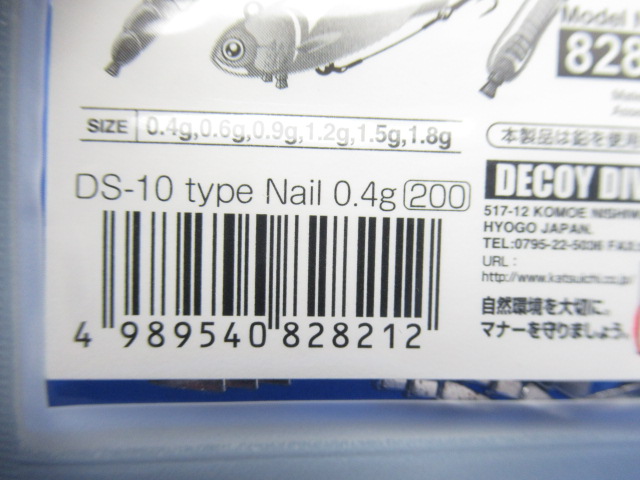 Model
828
SIZE 0.4g,0.6g,0.9g,1.2g,1.5g,1.8g
本製品は鉛を使用
DS-10 type Nail 0.4g 200
DECOY DIV
517-12 KOMOE NISHIW
HYOGO JAPAN.
TEL:0795-22-5036 FAX
URL :
http://www.katsuichi.co.jp/
自然環境を大切に。
マナーを守りましょう。
4 989540 828212